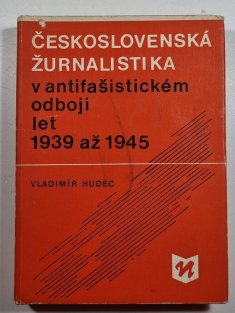 ČESKOSLOVENSKÁ
ŽURNALISTIKA
v antifašistickém
odboji
let
1939 až 1945
VLADIMÍR HUDEC
n